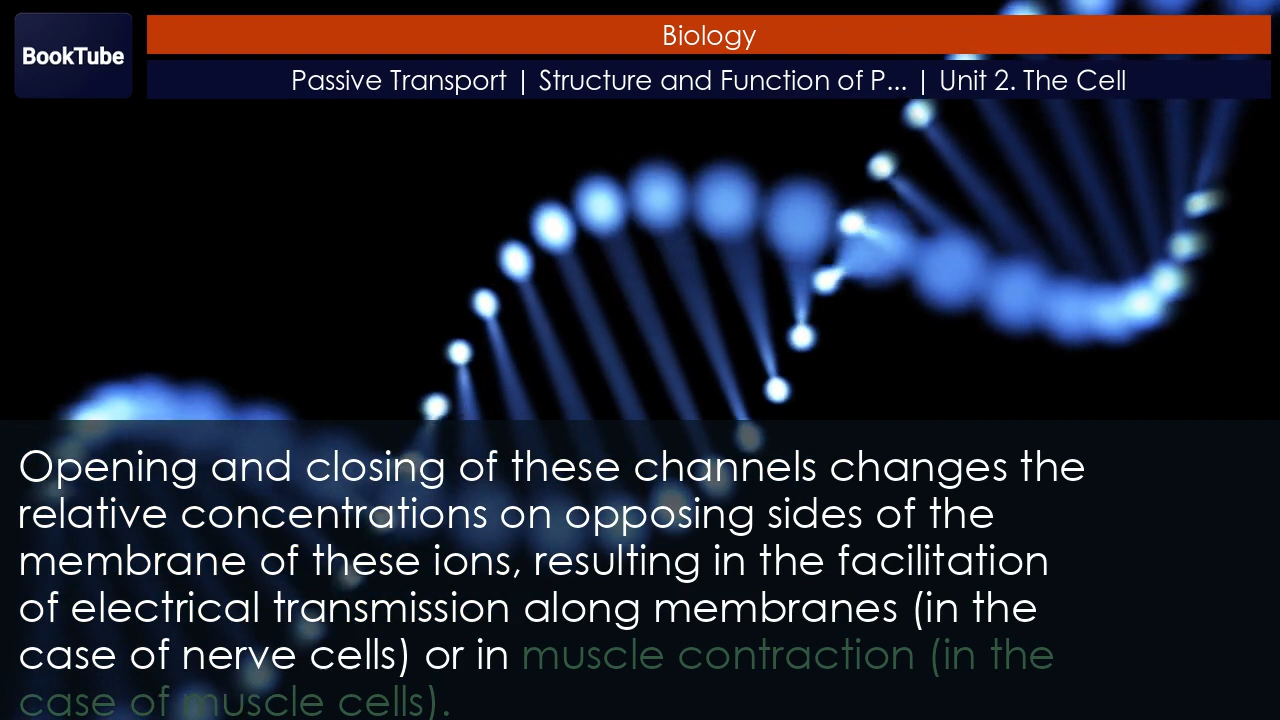 BookTube
Biology
Passive Transport | Structure and Function of P... | Unit 2. The Cell
Opening and closing of these channels changes the
relative concentrations on opposing sides of the
membrane of these ions, resulting in the facilitation
of electrical transmission along membranes (in the
case of nerve cells) or in muscle contraction (in the
case of muscle cells).